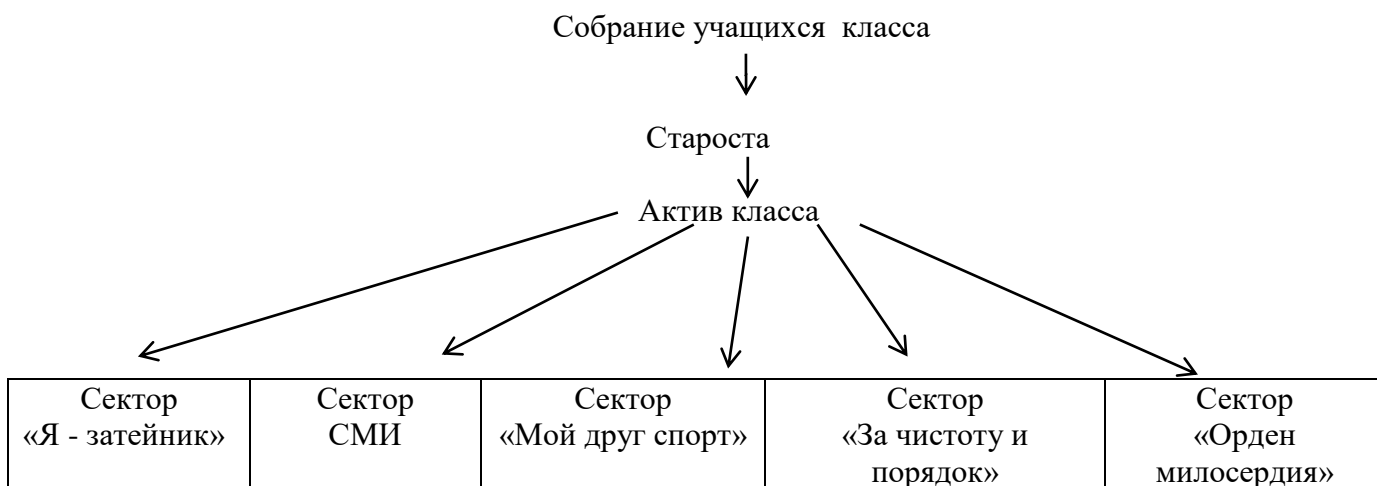 Собрание учащихся класса
Староста
Актив класса
Сектор
«Я - затейник»
Сектор
СМИ
Сектор
«Мой друг спорт»
Сектор
«За чистоту и
порядок»
Сектор
«Орден
милосердия»